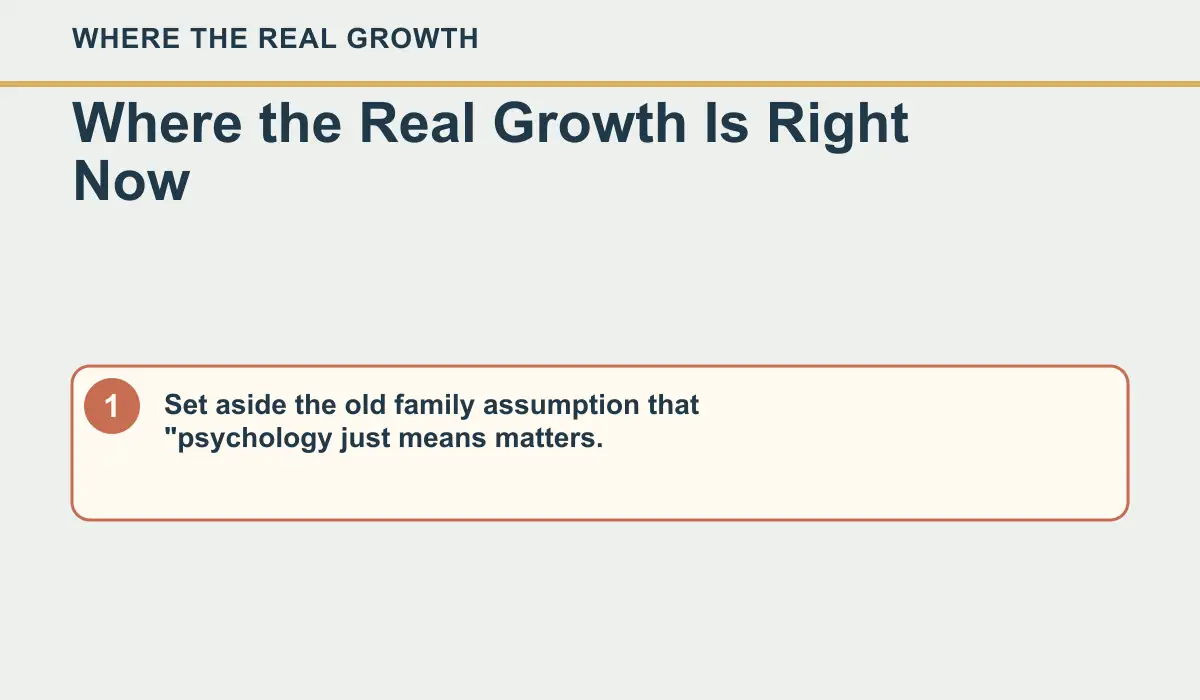 WHERE THE REAL GROWTH
Where the Real Growth Is Right
Now
1
Set aside the old family assumption that
"psychology just means matters.